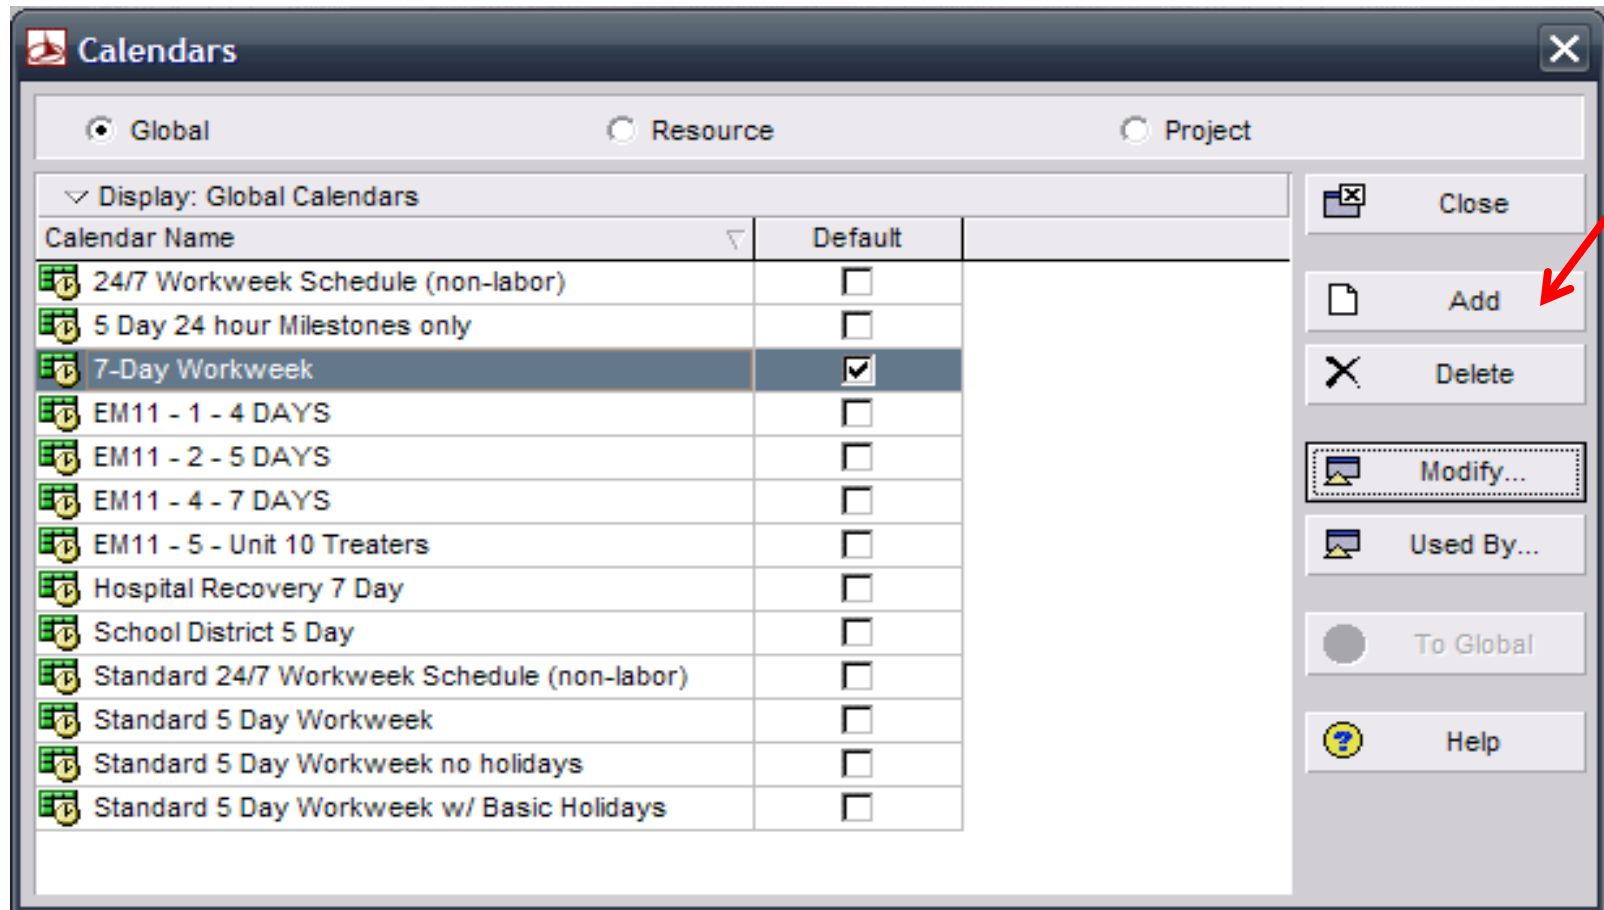 Calendars
Global Resource Project
Display: Global Calendars
Calendar Name Default
24/7 Workweek Schedule (non-labor)
5 Day 24 hour Milestones only
7-Day Workweek
EM11 - 1 - 4 DAYS
EM11 - 2 - 5 DAYS
EM11 - 4 - 7 DAYS
EM11 - 5 - Unit 10 Treaters
Hospital Recovery 7 Day
School District 5 Day
Standard 24/7 Workweek Schedule (non-labor)
Standard 5 Day Workweek
Standard 5 Day Workweek no holidays
Standard 5 Day Workweek w/ Basic Holidays
Close
Add
Delete
Modify...
Used By...
To Global
Help